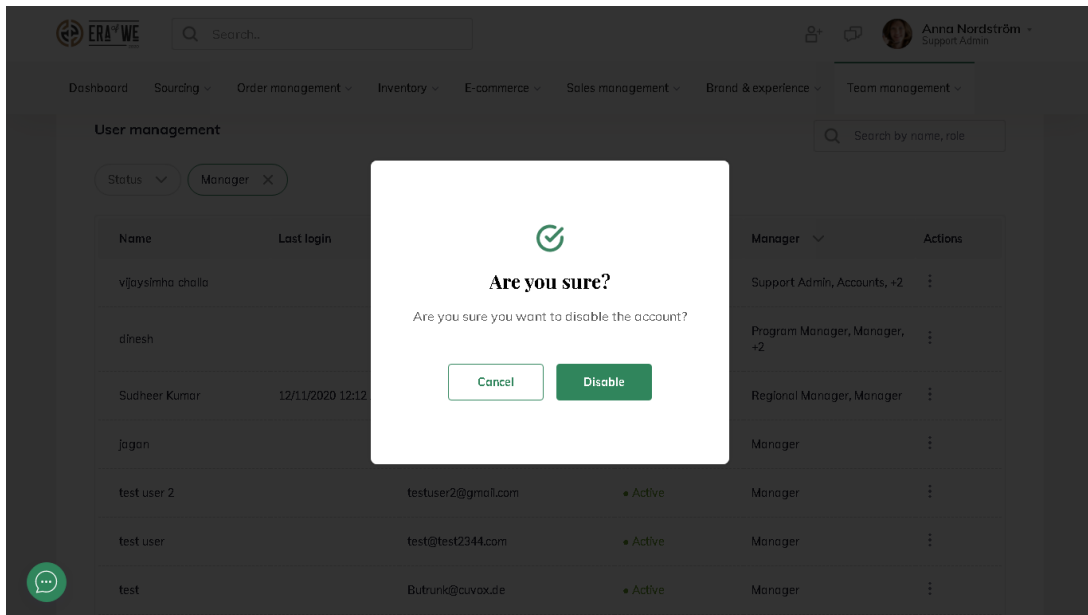 ERA of WE
Search..
Anna Nordström
Support Admin
Dashboard Sourcing Order management Inventory E-commerce Sales management Brand & experience Team management
User management
Search by name, role
Status Manager
Name Last login Manager Actions
vijaysimha challa Support Admin, Accounts, +2
dinesh Program Manager, Manager,
+2
Sudheer Kumar 12/11/2020 12:12 Regional Manager, Manager
jagan Manager
test user 2 testuser2@gmail.com Active Manager
test user test@test2344.com Active Manager
test Butrunk@cuvox.de Active Manager
Are you sure?
Are you sure you want to disable the account?
Cancel Disable